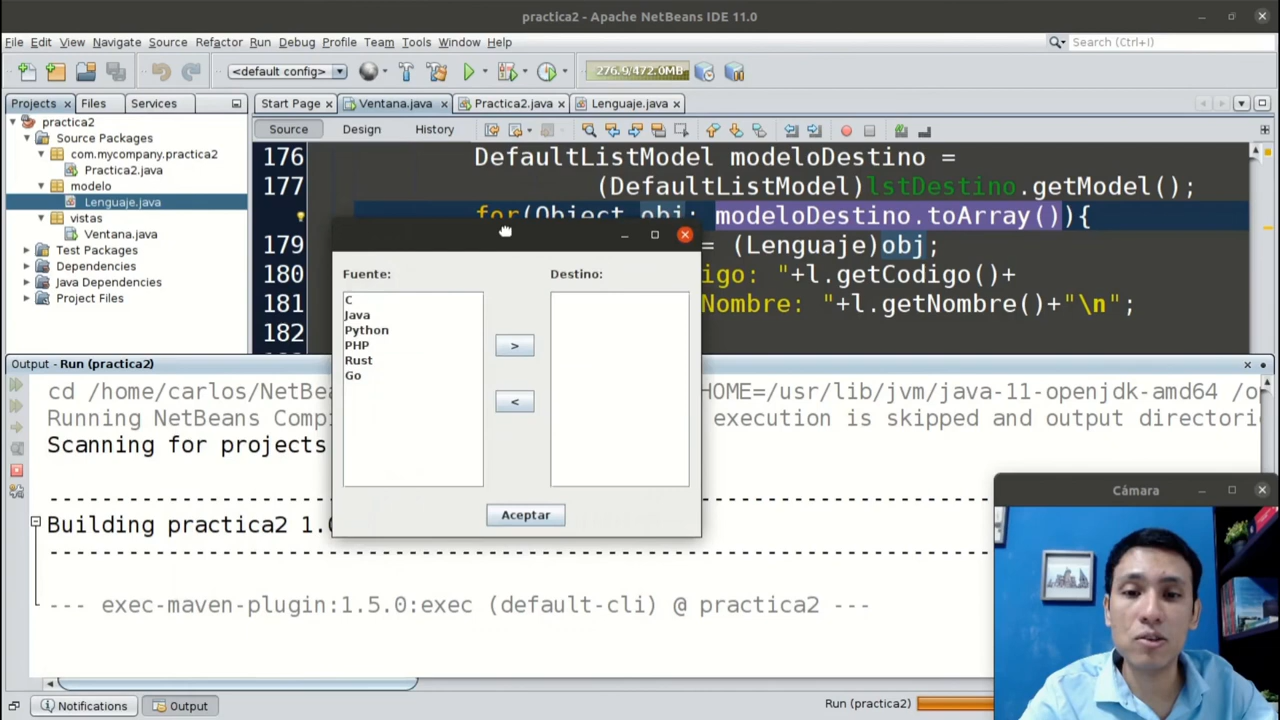 practica2 - Apache NetBeans IDE 11.0
File Edit View Navigate Source Refactor Run Debug Profile Team Tools Window Help
Search (Ctrl+I)
<default config>
276.9/472.0MB
Projects Files Services
Start Page Ventana.java Practica2.java Lenguaje.java
Source Design History
practica2
Source Packages
com.mycompany.practica2
Practica2.java
modelo
Lenguaje.java
vistas
Ventana.java
Test Packages
Dependencies
Java Dependencies
Project Files
176 DefaultListModel modeloDestino =
177 (DefaultListModel)lstDestino.getModel();
for(Object obj: modeloDestino.toArray()){
179 = (Lenguaje)obj;
180 igo: "+l.getCodigo()+
181 Nombre: "+l.getNombre()+"\n";
182
Fuente: Destino:
C
Java
Python
PHP
Rust
Go
>
<
Aceptar
Output - Run (practica2)
cd /home/carlos/NetBea HOME=/usr/lib/jvm/java-11-openjdk-amd64 /o
Running NetBeans Compi execution is skipped and output directorie
Scanning for projects
Building practica2 1.
--- exec-maven-plugin:1.5.0:exec (default-cli) @ practica2 ---
Cámara
Notifications Output
Run (practica2)